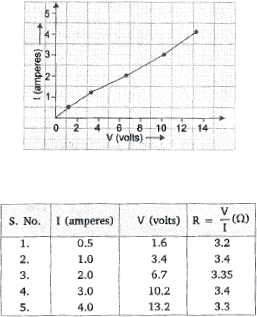 5
4
3
2
1
I (amperes)
0 2 4 6 8 10 12 14
V (volts)
S. No. I (amperes) V (volts) R = V/I (Ω)
1. 0.5 1.6 3.2
2. 1.0 3.4 3.4
3. 2.0 6.7 3.35
4. 3.0 10.2 3.4
5. 4.0 13.2 3.3